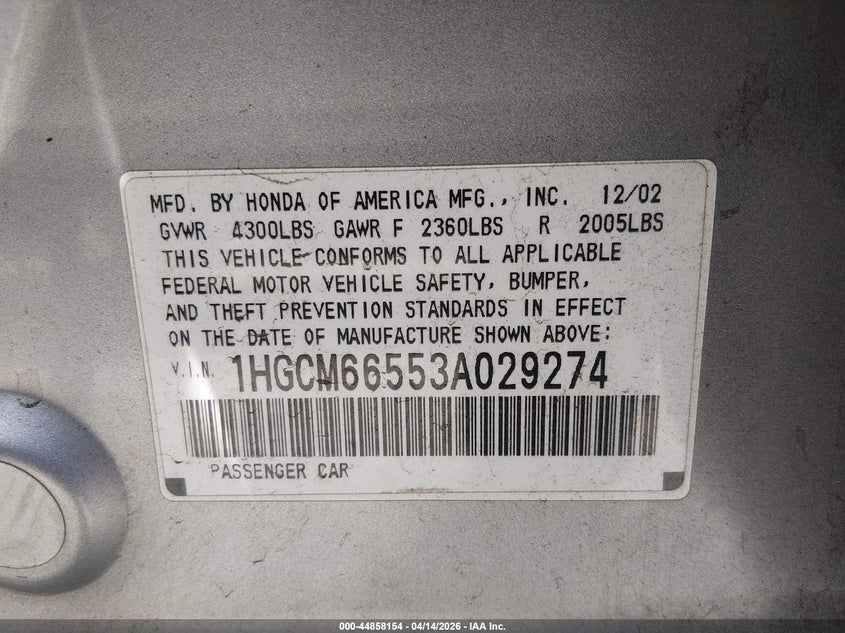 MFD. BY HONDA OF AMERICA MFG., INC. 12/02
GVWR 4300LBS GAWR F 2360LBS R 2005LBS
THIS VEHICLE CONFORMS TO ALL APPLICABLE
FEDERAL MOTOR VEHICLE SAFETY, BUMPER,
AND THEFT PREVENTION STANDARDS IN EFFECT
ON THE DATE OF MANUFACTURE SHOWN ABOVE:
V.I.N. 1HGCM66553A029274
PASSENGER CAR
000-44858154 - 04/14/2026 - IAA Inc.